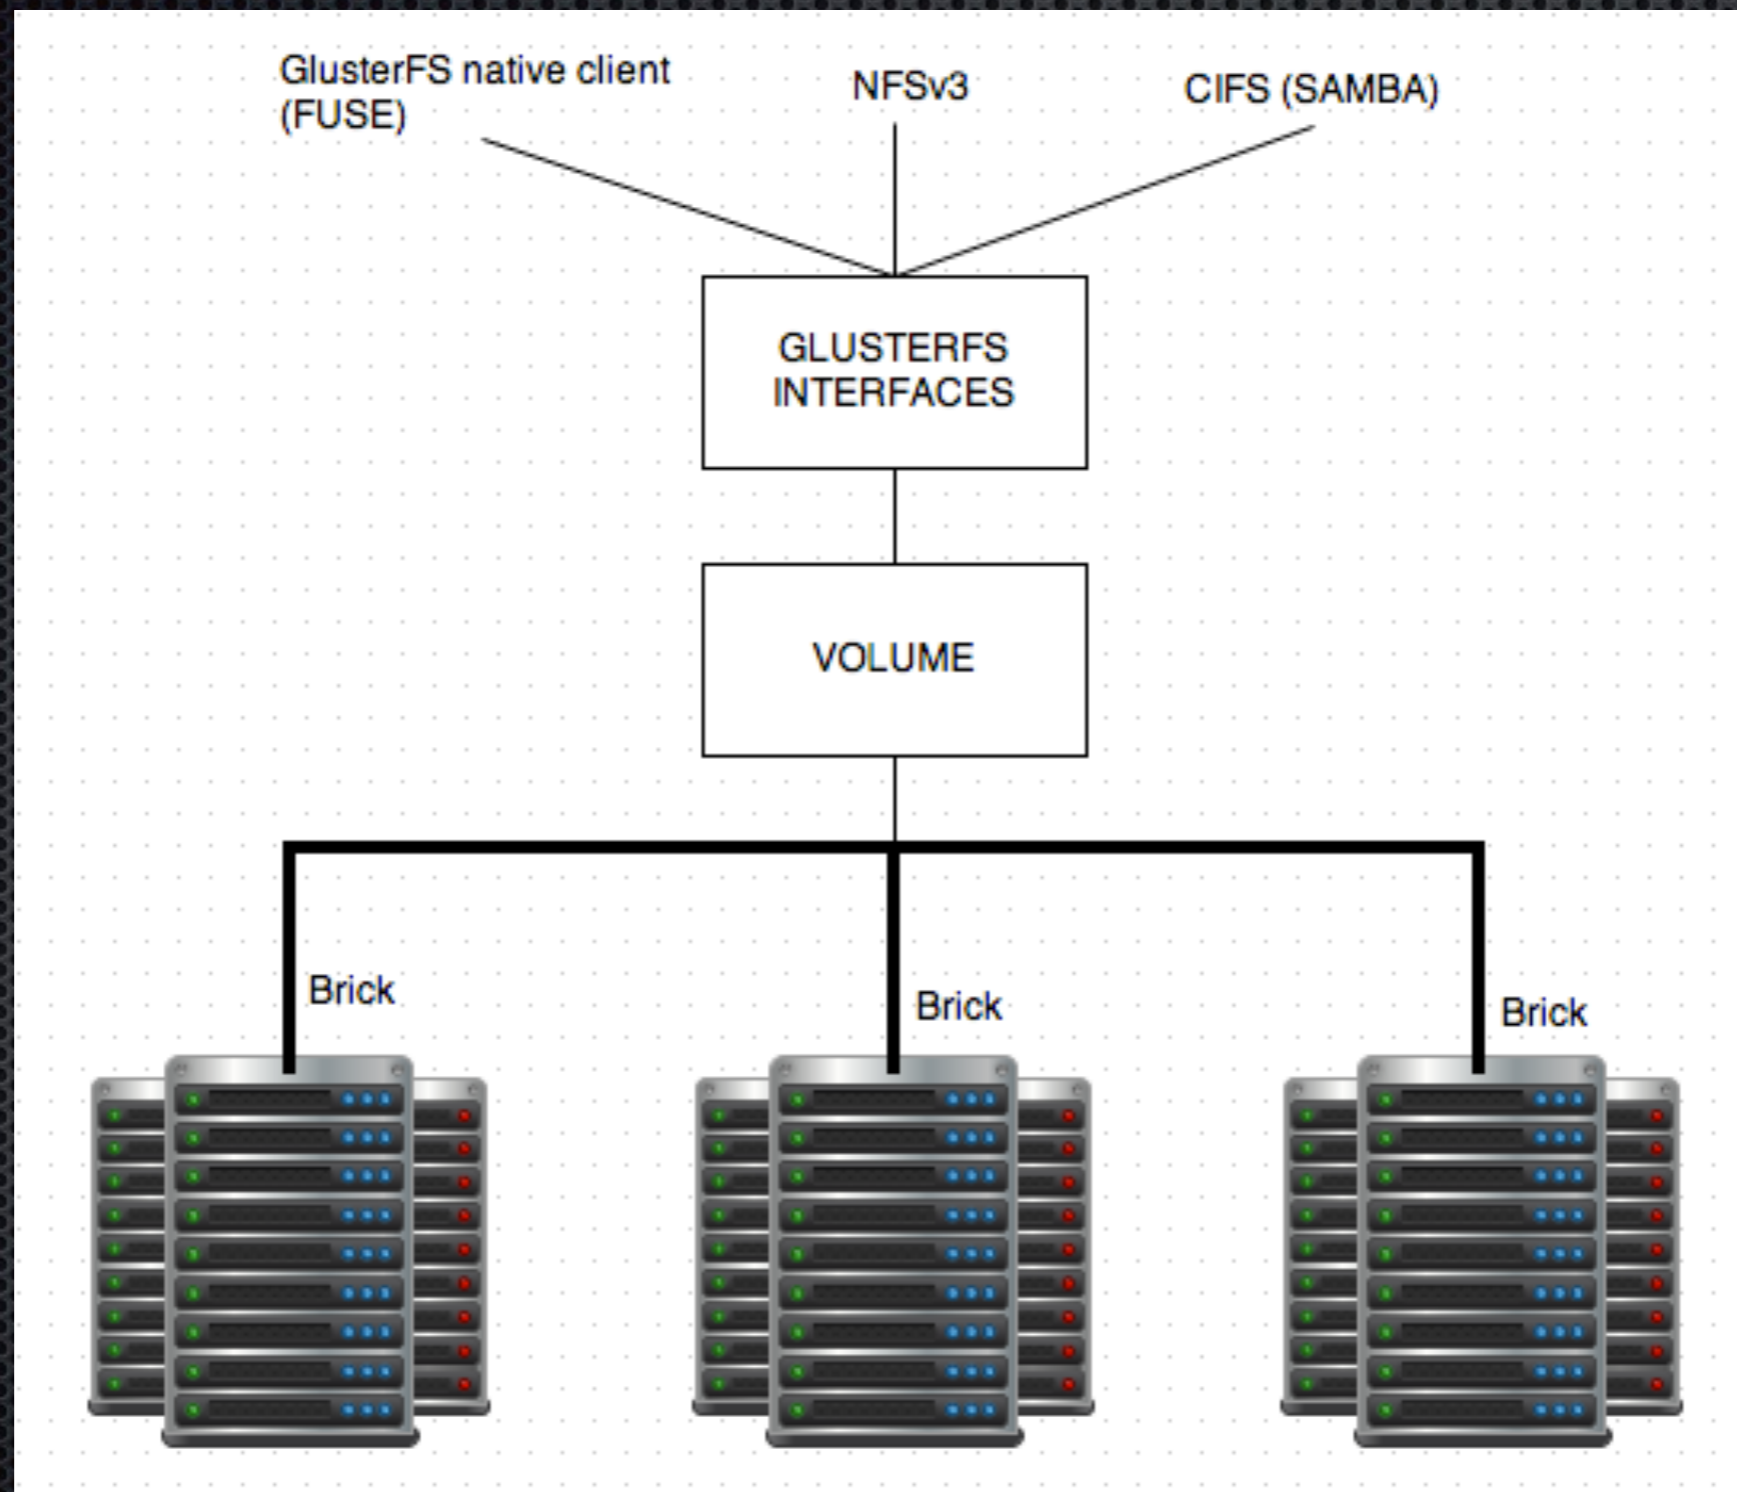 GlusterFS native client
(FUSE)
NFSv3
CIFS (SAMBA)
GLUSTERFS
INTERFACES
VOLUME
Brick
Brick
Brick